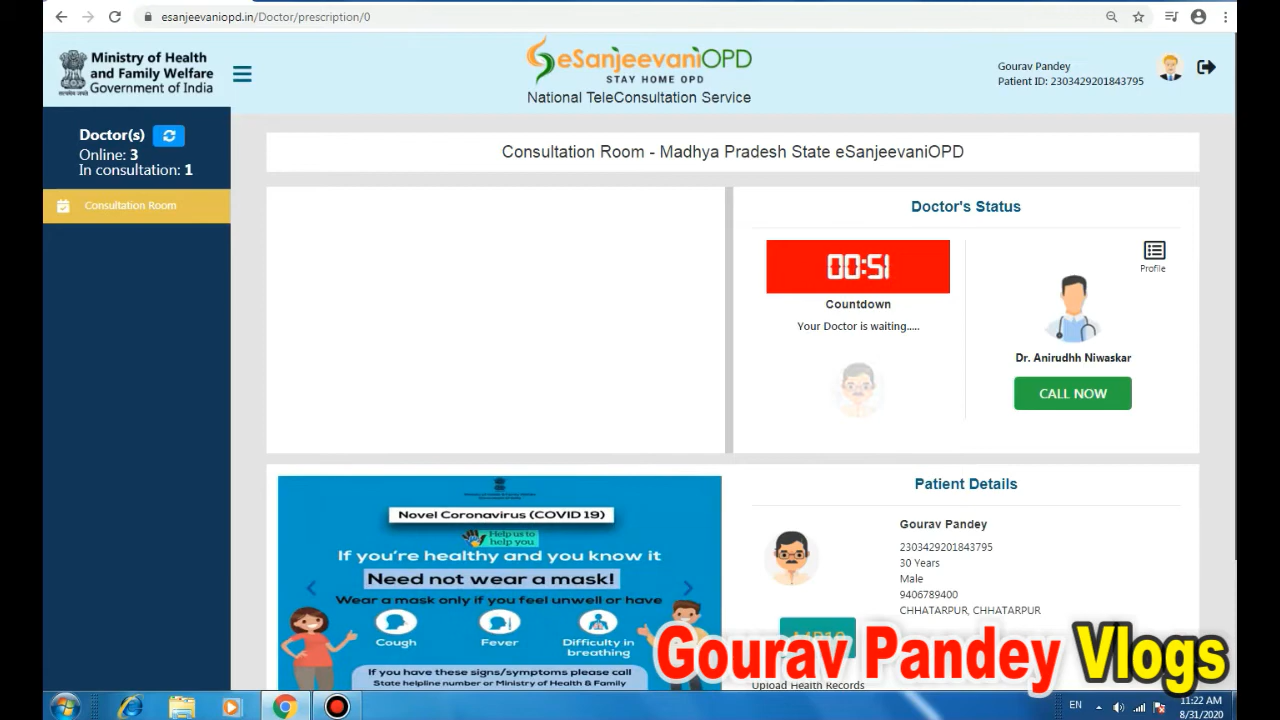 esanjeevaniopd.in/Doctor/prescription/0
Ministry of Health
and Family Welfare
Government of India
सत्यमेव जयते
eSanjeevaniOPD
STAY HOME OPD
National TeleConsultation Service
Gourav Pandey
Patient ID: 2303429201843795
Doctor(s)
Online: 3
In consultation: 1
Consultation Room
Consultation Room - Madhya Pradesh State eSanjeevaniOPD
Doctor's Status
00:51
Countdown
Your Doctor is waiting.....
Profile
Dr. Anirudhh Niwaskar
CALL NOW
Novel Coronavirus (COVID 19)
Help us to
help you
If you're healthy and you know it
Need not wear a mask!
Wear a mask only if you feel unwell or have
Cough
Fever
Difficulty in
breathing
If you have these signs/symptoms please call
State helpline number or Ministry of Health & Family
Patient Details
Gourav Pandey
2303429201843795
30 Years
Male
9406789400
CHHATARPUR, CHHATARPUR
Upload Health Records
Gourav Pandey Vlogs
EN
11:22 AM
8/31/2020